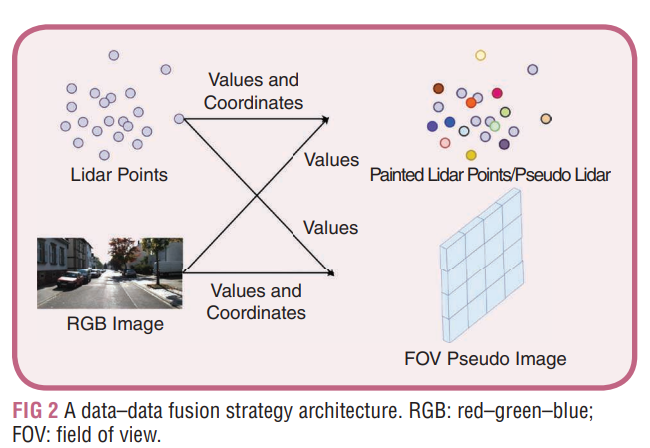 Values and
Coordinates
Values
Lidar Points
Painted Lidar Points/Pseudo Lidar
Values
Values and
Coordinates
RGB Image
FOV Pseudo Image
FIG 2 A data–data fusion strategy architecture. RGB: red–green–blue;
FOV: field of view.